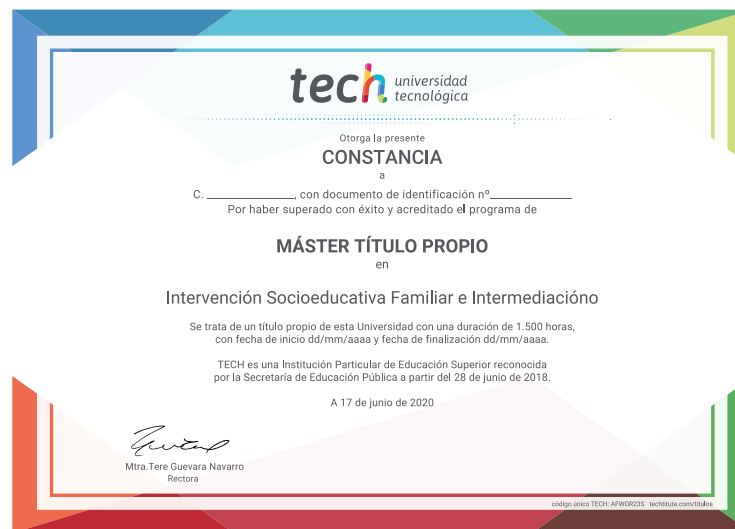 tech universidad
tecnológica
Otorga la presente
CONSTANCIA
a
C. ________________, con documento de identificación nº______________
Por haber superado con éxito y acreditado el programa de
MÁSTER TÍTULO PROPIO
en
Intervención Socioeducativa Familiar e Intermediacióno
Se trata de un título propio de esta Universidad con una duración de 1.500 horas,
con fecha de inicio dd/mm/aaaa y fecha de finalización dd/mm/aaaa.
TECH es una Institución Particular de Educación Superior reconocida
por la Secretaría de Educación Pública a partir del 28 de junio de 2018.
A 17 de junio de 2020
Mtra.Tere Guevara Navarro
Rectora
código único TECH: AFWOR23S techtitute.com/títulos